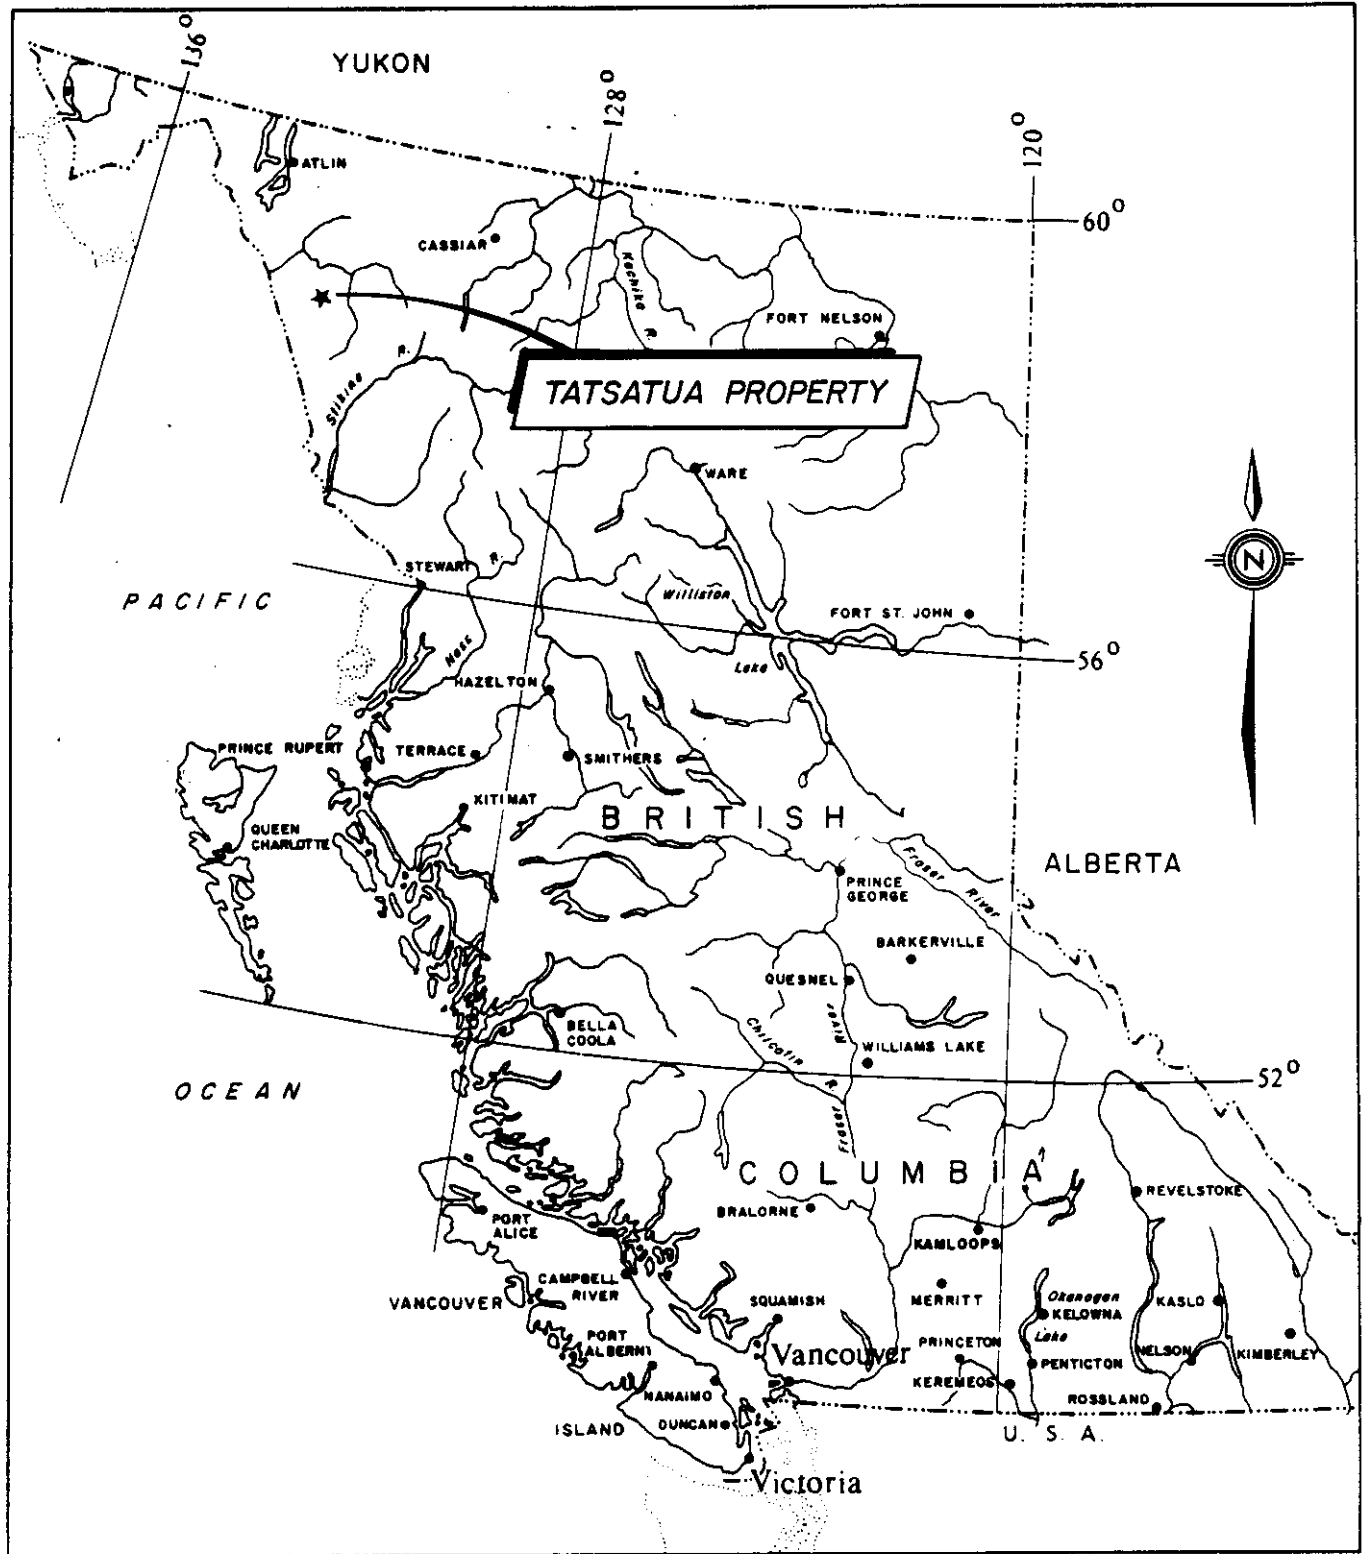 136°
YUKON
128°
120°
ATLIN
60°
CASSIAR
Kachika R.
FORT NELSON
Stikine R.
TATSATUA PROPERTY
WARE
N
STEWART
R.
PACIFIC
Williston
FORT ST. JOHN
Nass
Lake
56°
HAZELTON
PRINCE RUPERT
TERRACE
SMITHERS
KITIMAT
BRITISH
QUEEN
CHARLOTTE
ALBERTA
Fraser River
PRINCE
GEORGE
BARKERVILLE
QUESNEL
BELLA
COOLA
Chilcotin R.
Fraser River
WILLIAMS LAKE
52°
OCEAN
COLUMBIA
REVELSTOKE
BRALORNE
PORT
ALICE
KAMLOOPS
CAMPBELL
RIVER
VANCOUVER
SQUAMISH
MERRITT
Okanagan
KELOWNA
Lake
KASLO
PORT
ALBERNI
Vancouver
PRINCETON
PENTICTON
NELSON
KIMBERLEY
NANAIMO
KEREMEOS
ROSSLAND
ISLAND
DUNCAN
U. S. A.
Victoria